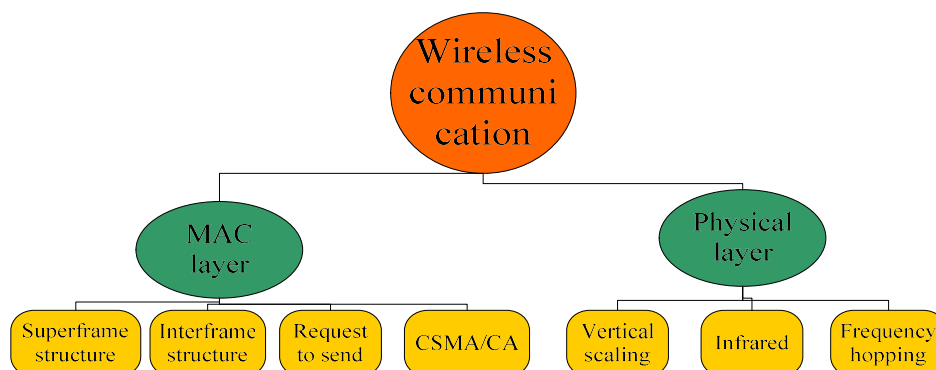 Wireless
communi
cation
MAC
layer
Physical
layer
Superframe
structure
Interframe
structure
Request
to send
CSMA/CA
Vertical
scaling
Infrared
Frequency
hopping